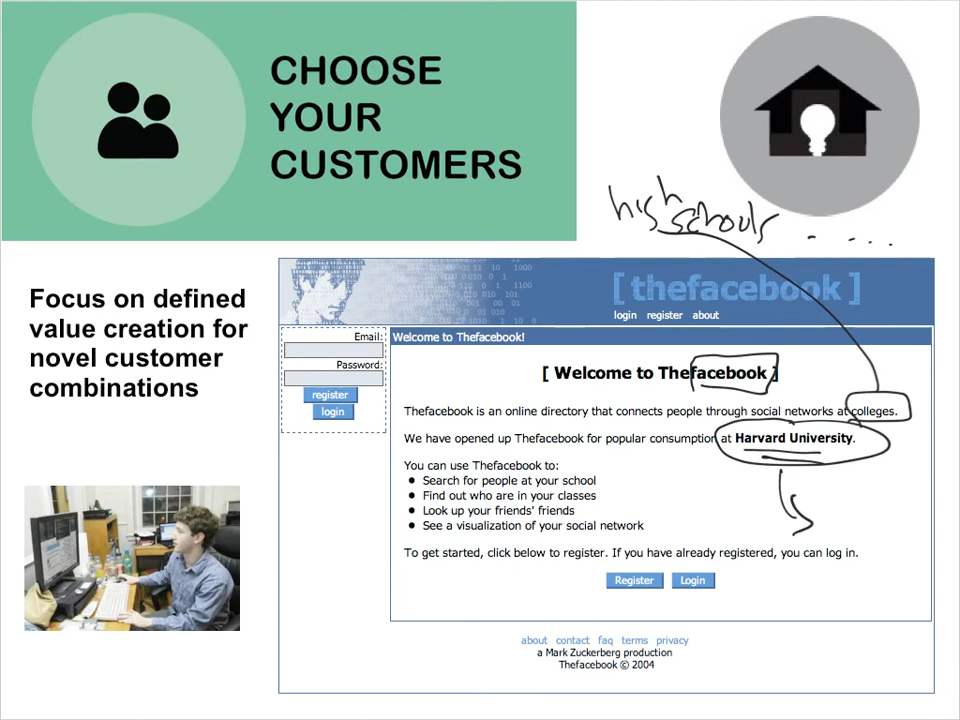 CHOOSE
YOUR
CUSTOMERS
high schools .. ....
Focus on defined
value creation for
novel customer
combinations
[ thefacebook ]
login register about
Email:
Password:
register
login
Welcome to Thefacebook!
[ Welcome to Thefacebook ]
Thefacebook is an online directory that connects people through social networks at colleges.
We have opened up Thefacebook for popular consumption at Harvard University.
You can use Thefacebook to:
• Search for people at your school
• Find out who are in your classes
• Look up your friends' friends
• See a visualization of your social network
To get started, click below to register. If you have already registered, you can log in.
Register Login
about contact faq terms privacy
a Mark Zuckerberg production
Thefacebook © 2004